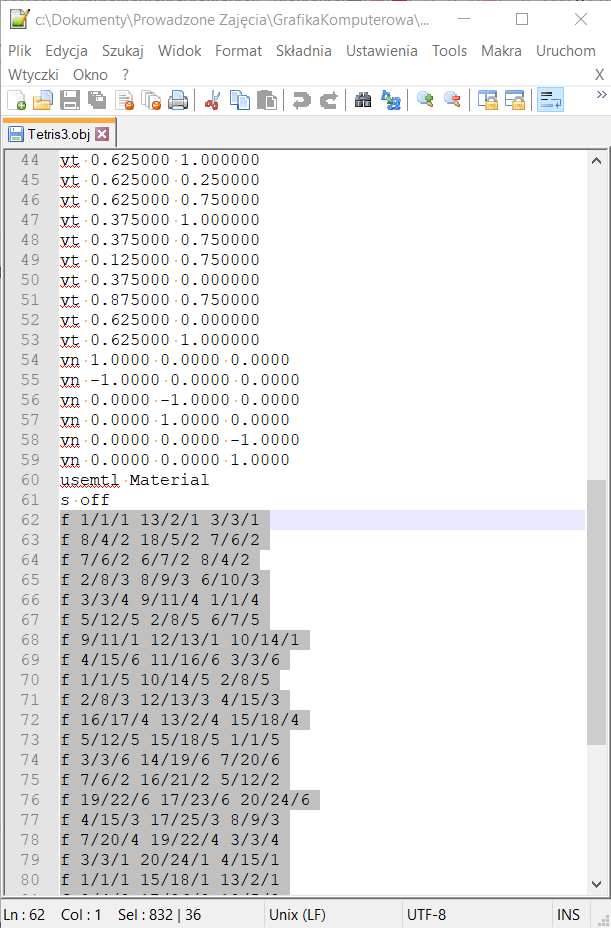 c:\Dokumenty\Prowadzone Zajęcia\GrafikaKomputerowa\...
Plik Edycja Szukaj Widok Format Składnia Ustawienia Tools Makra Uruchom
Wtyczki Okno ? X
Tetris3.obj
44 vt 0.625000 1.000000
45 vt 0.625000 0.250000
46 vt 0.625000 0.750000
47 vt 0.375000 1.000000
48 vt 0.375000 0.750000
49 vt 0.125000 0.750000
50 vt 0.375000 0.000000
51 vt 0.875000 0.750000
52 vt 0.625000 0.000000
53 vt 0.625000 1.000000
54 vn 1.0000 0.0000 0.0000
55 vn -1.0000 0.0000 0.0000
56 vn 0.0000 -1.0000 0.0000
57 vn 0.0000 1.0000 0.0000
58 vn 0.0000 0.0000 -1.0000
59 vn 0.0000 0.0000 1.0000
60 usemtl Material
61 s off
62 f 1/1/1 13/2/1 3/3/1
63 f 8/4/2 18/5/2 7/6/2
64 f 7/6/2 6/7/2 8/4/2
65 f 2/8/3 8/9/3 6/10/3
66 f 3/3/4 9/11/4 1/1/4
67 f 5/12/5 2/8/5 6/7/5
68 f 9/11/1 12/13/1 10/14/1
69 f 4/15/6 11/16/6 3/3/6
70 f 1/1/5 10/14/5 2/8/5
71 f 2/8/3 12/13/3 4/15/3
72 f 16/17/4 13/2/4 15/18/4
73 f 5/12/5 15/18/5 1/1/5
74 f 3/3/6 14/19/6 7/20/6
75 f 7/6/2 16/21/2 5/12/2
76 f 19/22/6 17/23/6 20/24/6
77 f 4/15/3 17/25/3 8/9/3
78 f 7/20/4 19/22/4 3/3/4
79 f 3/3/1 20/24/1 4/15/1
80 f 1/1/1 15/18/1 13/2/1
Ln : 62 Col : 1 Sel : 832 | 36 Unix (LF) UTF-8 INS